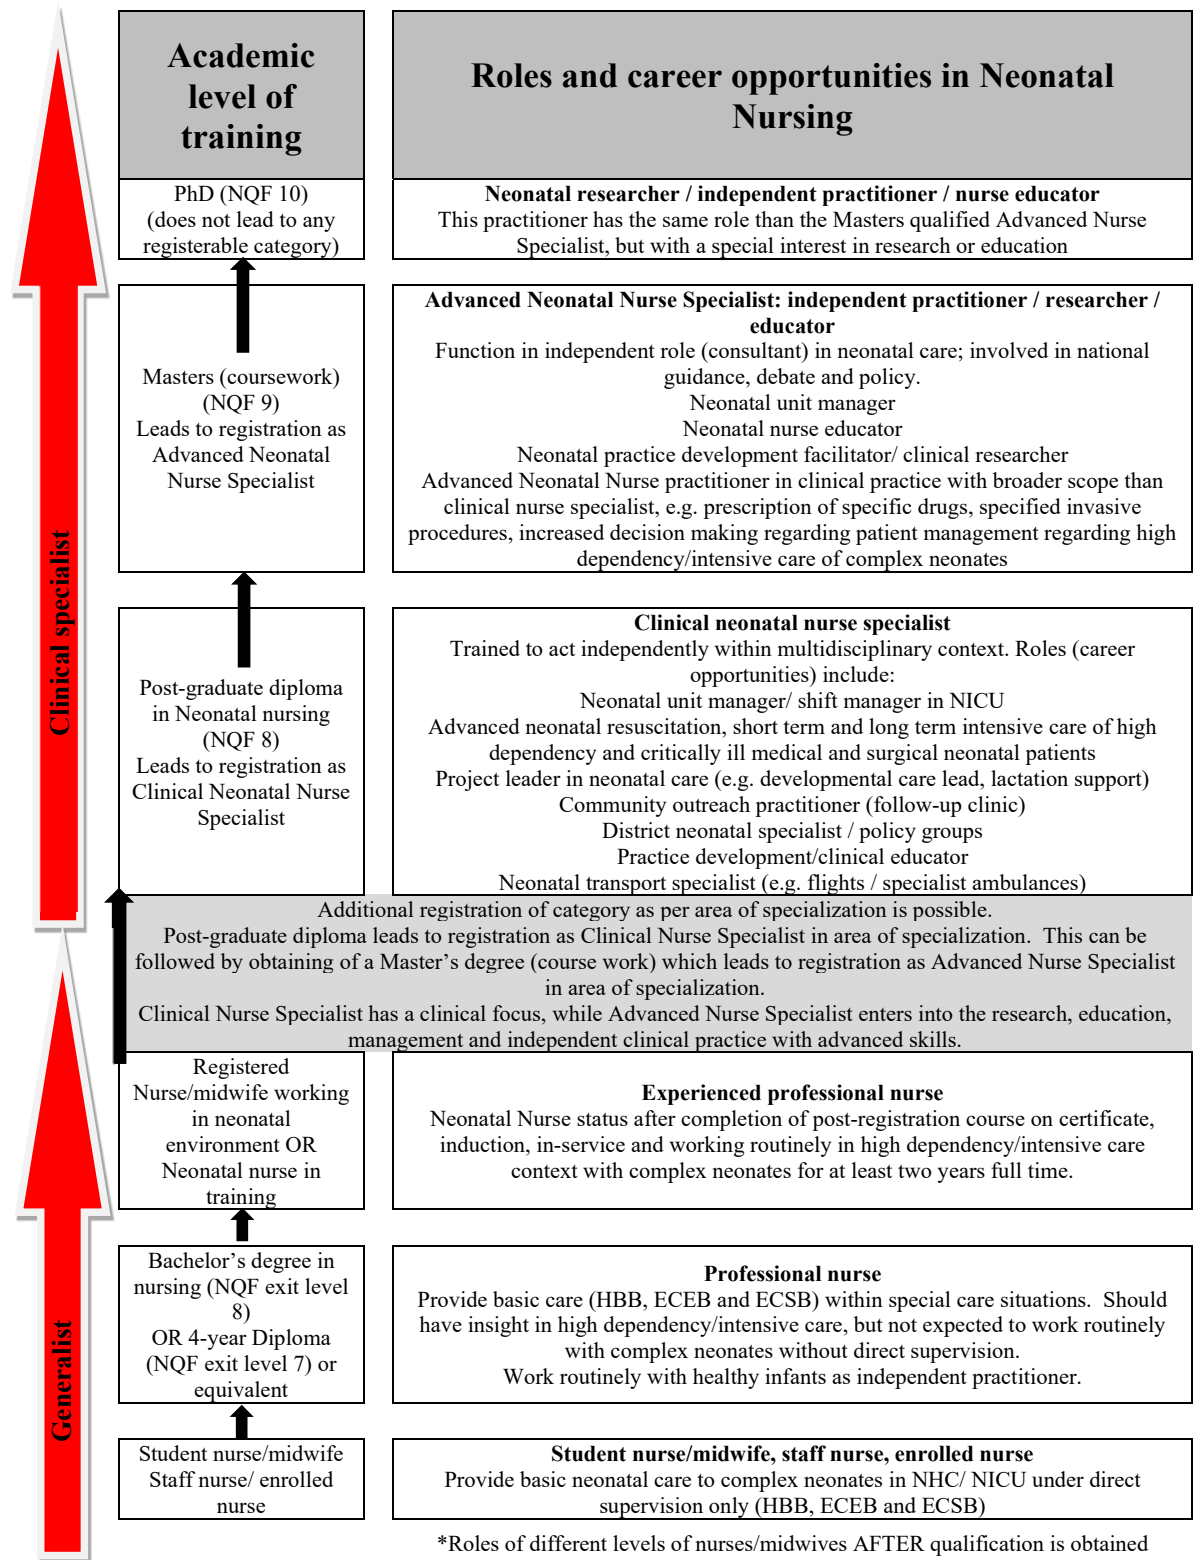 Academic
level of
training
Roles and career opportunities in Neonatal
Nursing
PhD (NQF 10)
(does not lead to any
registerable category)
Neonatal researcher / independent practitioner / nurse educator
This practitioner has the same role than the Masters qualified Advanced Nurse
Specialist, but with a special interest in research or education
Masters (coursework)
(NQF 9)
Leads to registration as
Advanced Neonatal
Nurse Specialist
Advanced Neonatal Nurse Specialist: independent practitioner / researcher /
educator
Function in independent role (consultant) in neonatal care; involved in national
guidance, debate and policy.
Neonatal unit manager
Neonatal nurse educator
Neonatal practice development facilitator/ clinical researcher
Advanced Neonatal Nurse practitioner in clinical practice with broader scope than
clinical nurse specialist, e.g. prescription of specific drugs, specified invasive
procedures, increased decision making regarding patient management regarding high
dependency/intensive care of complex neonates
Clinical specialist
Post-graduate diploma
in Neonatal nursing
(NQF 8)
Leads to registration as
Clinical Neonatal Nurse
Specialist
Clinical neonatal nurse specialist
Trained to act independently within multidisciplinary context. Roles (career
opportunities) include:
Neonatal unit manager/ shift manager in NICU
Advanced neonatal resuscitation, short term and long term intensive care of high
dependency and critically ill medical and surgical neonatal patients
Project leader in neonatal care (e.g. developmental care lead, lactation support)
Community outreach practitioner (follow-up clinic)
District neonatal specialist / policy groups
Practice development/clinical educator
Neonatal transport specialist (e.g. flights / specialist ambulances)
Additional registration of category as per area of specialization is possible.
Post-graduate diploma leads to registration as Clinical Nurse Specialist in area of specialization. This can be
followed by obtaining of a Master’s degree (course work) which leads to registration as Advanced Nurse Specialist
in area of specialization.
Clinical Nurse Specialist has a clinical focus, while Advanced Nurse Specialist enters into the research, education,
management and independent clinical practice with advanced skills.
Registered
Nurse/midwife working
in neonatal
environment OR
Neonatal nurse in
training
Experienced professional nurse
Neonatal Nurse status after completion of post-registration course on certificate,
induction, in-service and working routinely in high dependency/intensive care
context with complex neonates for at least two years full time.
Generalist
Bachelor’s degree in
nursing (NQF exit level
8)
OR 4-year Diploma
(NQF exit level 7) or
equivalent
Professional nurse
Provide basic care (HBB, ECEB and ECSB) within special care situations. Should
have insight in high dependency/intensive care, but not expected to work routinely
with complex neonates without direct supervision.
Work routinely with healthy infants as independent practitioner.
Student nurse/midwife
Staff nurse/ enrolled
nurse
Student nurse/midwife, staff nurse, enrolled nurse
Provide basic neonatal care to complex neonates in NHC/ NICU under direct
supervision only (HBB, ECEB and ECSB)
*Roles of different levels of nurses/midwives AFTER qualification is obtained